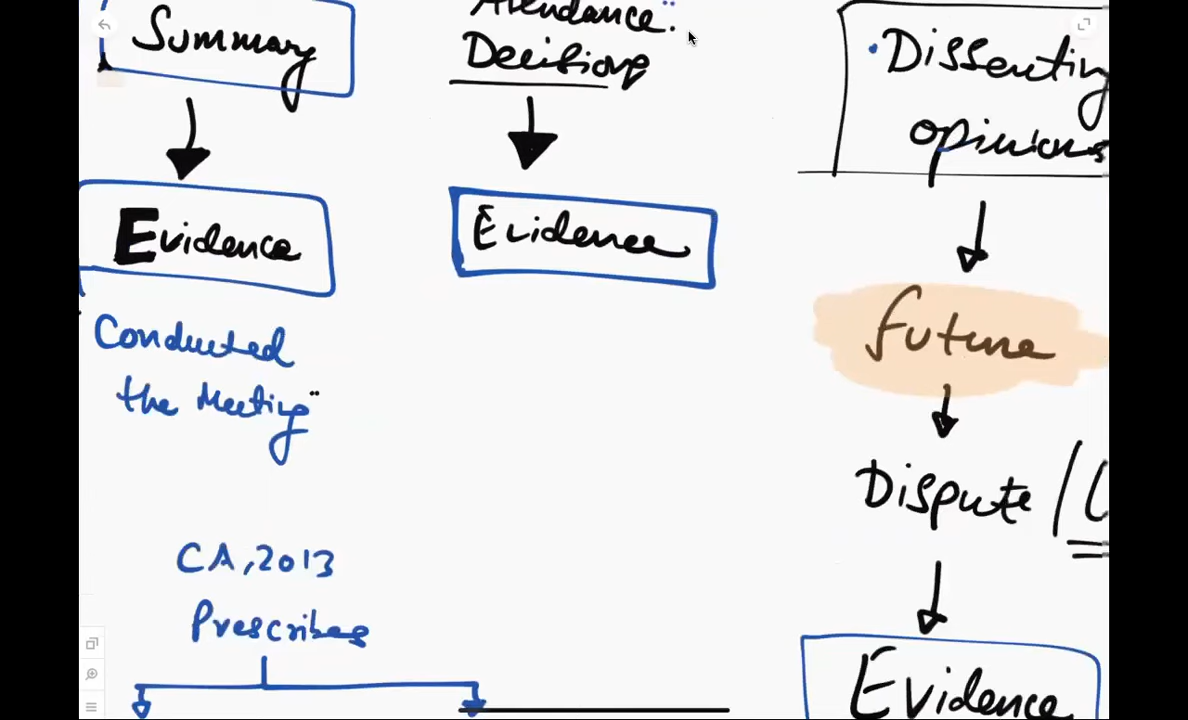 Summary
Evidence
Conducted
the Meeting
CA, 2013
Prescribes
Attendance.
Decisions
Evidence
Dissenting
opinions
future
Dispute /
Evidence